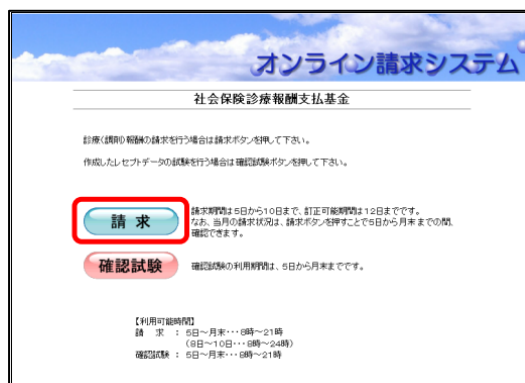 オンライン請求システム
社会保険診療報酬支払基金
診療(調剤)報酬の請求を行う場合は請求ボタンを押して下さい。
作成したレセプトデータの試験を行う場合は確認試験ボタンを押して下さい。
請 求
請求期間は5日から10日まで、訂正可能期間は12日までです。
なお、当月の請求状況は、請求ボタンを押すことで5日から月末までの間、
確認できます。
確認試験
確認試験の利用期間は、5日から月末までです。
【利用可能時間】
請 求 : 5日～月末・・・8時～21時
(8日～10日・・・8時～24時)
確認試験 : 5日～月末・・・8時～21時